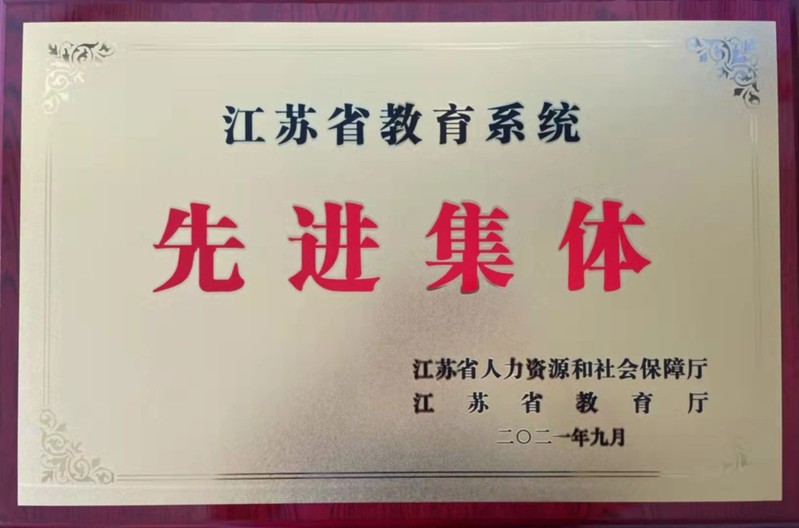 江苏省教育系统
先进集体
江苏省人力资源和社会保障厅
江苏省教育厅
二〇二一年九月